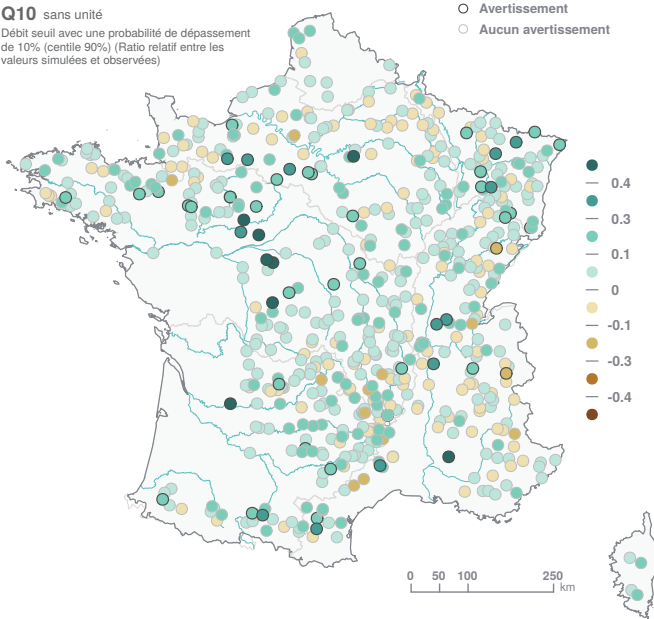 Q10 sans unité
Débit seuil avec une probabilité de dépassement
de 10% (centile 90%) (Ratio relatif entre les
valeurs simulées et observées)
Avertissement
Aucun avertissement
0.4
0.3
0.1
0
-0.1
-0.3
-0.4
0 50 100 250
km